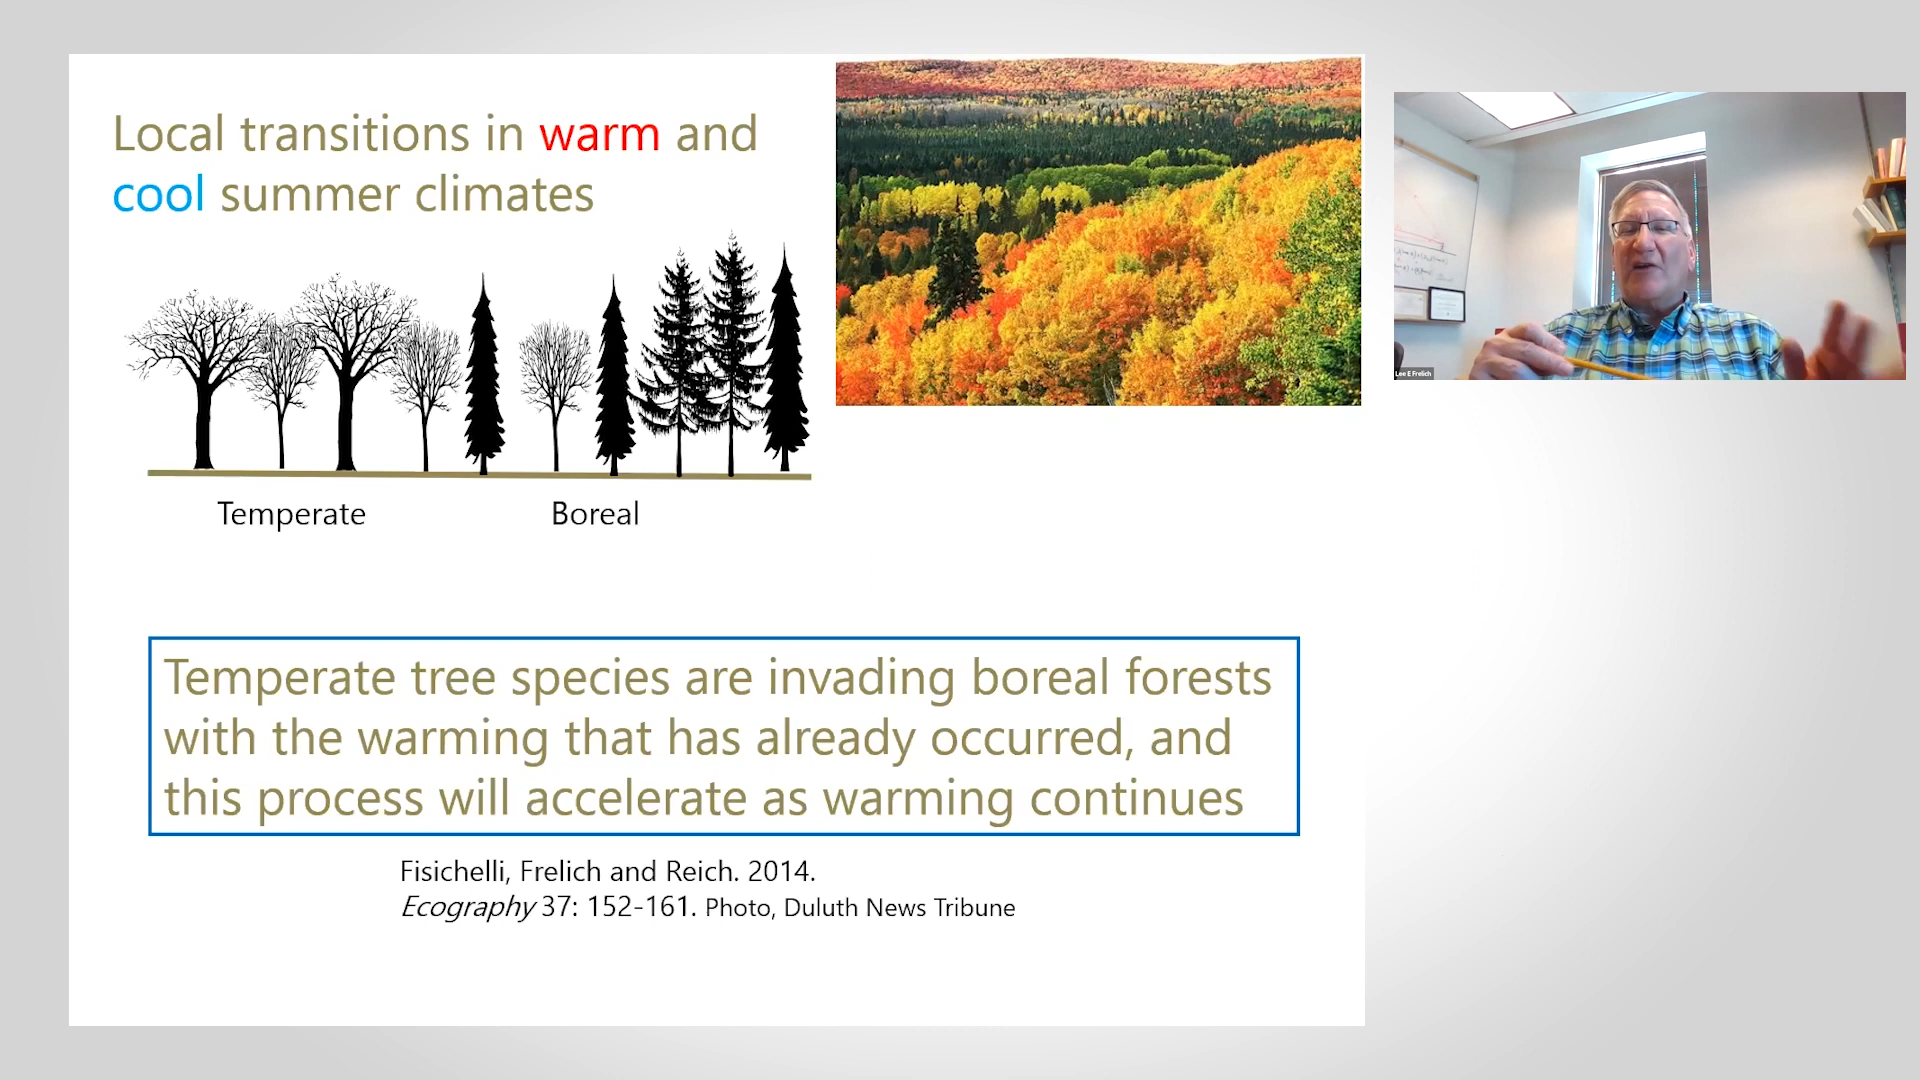 Local transitions in warm and
cool summer climates
Temperate
Boreal
Temperate tree species are invading boreal forests
with the warming that has already occurred, and
this process will accelerate as warming continues
Fisichelli, Frelich and Reich. 2014.
Ecography 37: 152-161. Photo, Duluth News Tribune
Lee E Frelich